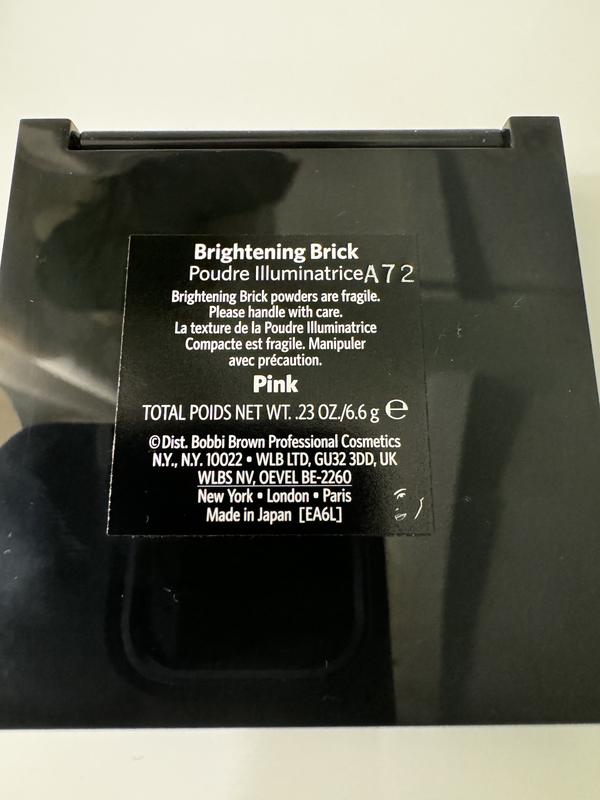 Brightening Brick
Poudre Illuminatrice A72
Brightening Brick powders are fragile.
Please handle with care.
La texture de la Poudre Illuminatrice
Compacte est fragile. Manipuler
avec précaution.
Pink
TOTAL POIDS NET WT. .23 OZ./6.6 g ℮
©Dist. Bobbi Brown Professional Cosmetics
N.Y., N.Y. 10022 • WLB LTD, GU32 3DD, UK
WLBS NV, OEVEL BE-2260
New York • London • Paris
Made in Japan [EA6L]